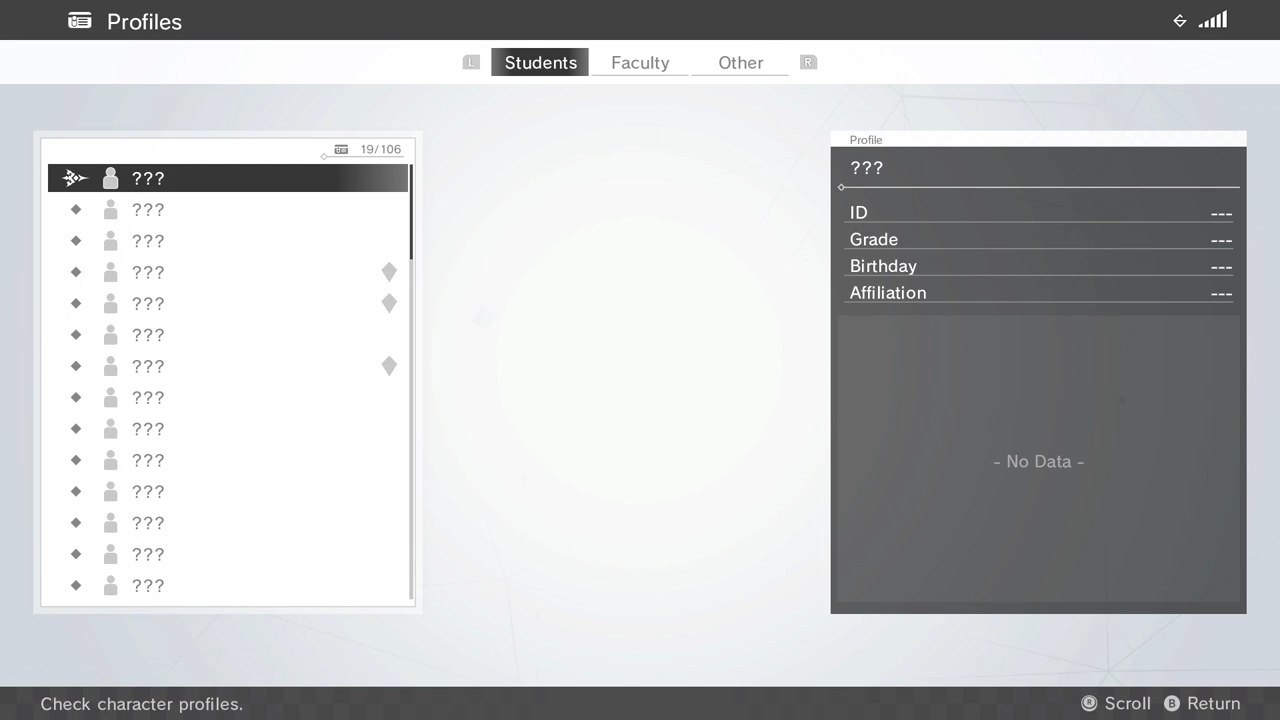 Profiles
L Students Faculty Other R
19/106
???
???
???
???
???
???
???
???
???
???
???
???
???
???
Profile
???
ID ---
Grade ---
Birthday ---
Affiliation ---
- No Data -
Check character profiles.
R Scroll B Return